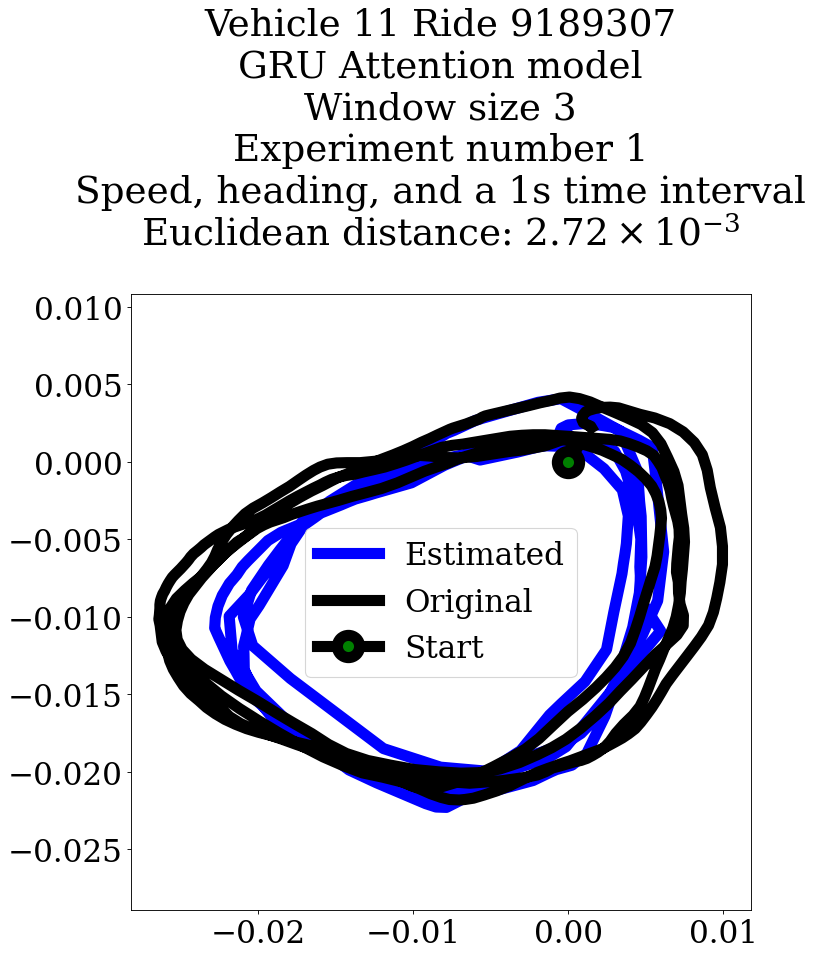 Vehicle 11 Ride 9189307
GRU Attention model
Window size 3
Experiment number 1
Speed, heading, and a 1s time interval
Euclidean distance: 2.72 × 10⁻³
0.010
0.005
0.000
−0.005
−0.010
−0.015
−0.020
−0.025
Estimated
Original
Start
−0.02
−0.01
0.00
0.01